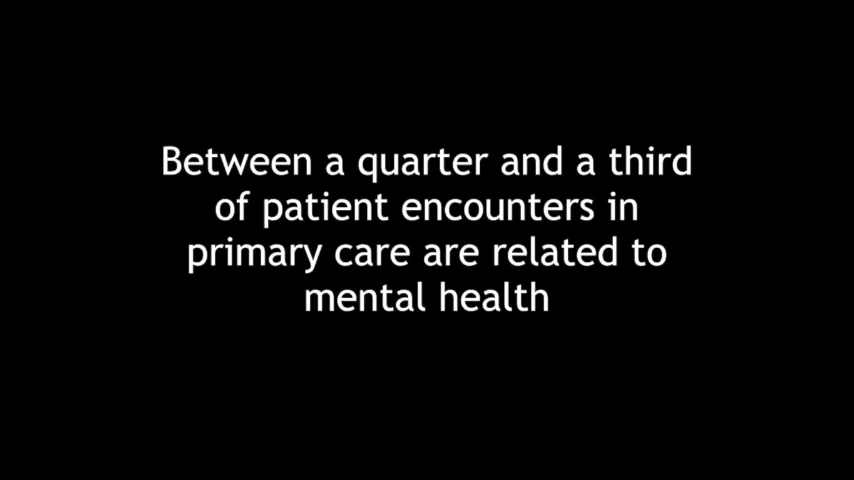 Between a quarter and a third
of patient encounters in
primary care are related to
mental health